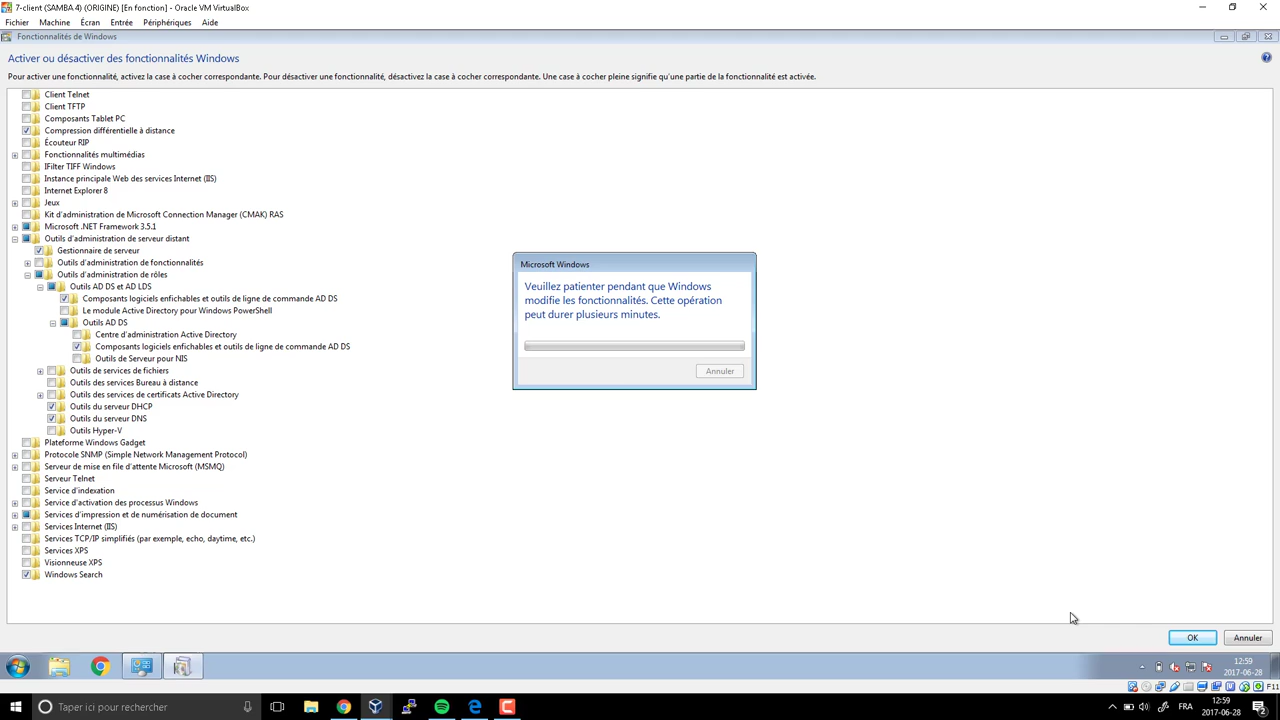 7-client (SAMBA 4) (ORIGINE) [En fonction] - Oracle VM VirtualBox
Fichier Machine Écran Entrée Périphériques Aide
Fonctionnalités de Windows
Activer ou désactiver des fonctionnalités Windows
Pour activer une fonctionnalité, activez la case à cocher correspondante. Pour désactiver une fonctionnalité, désactivez la case à cocher correspondante. Une case à cocher pleine signifie qu'une partie de la fonctionnalité est activée.
Client Telnet
Client TFTP
Composants Tablet PC
Compression différentielle à distance
Écouteur RIP
Fonctionnalités multimédias
IFilter TIFF Windows
Instance principale Web des services Internet (IIS)
Internet Explorer 8
Jeux
Kit d'administration de Microsoft Connection Manager (CMAK) RAS
Microsoft .NET Framework 3.5.1
Outils d'administration de serveur distant
Gestionnaire de serveur
Outils d'administration de fonctionnalités
Outils d'administration de rôles
Outils AD DS et AD LDS
Composants logiciels enfichables et outils de ligne de commande AD DS
Le module Active Directory pour Windows PowerShell
Outils AD DS
Centre d'administration Active Directory
Composants logiciels enfichables et outils de ligne de commande AD DS
Outils de Serveur pour NIS
Outils de services de fichiers
Outils des services Bureau à distance
Outils des services de certificats Active Directory
Outils du serveur DHCP
Outils du serveur DNS
Outils Hyper-V
Plateforme Windows Gadget
Protocole SNMP (Simple Network Management Protocol)
Serveur de mise en file d'attente Microsoft (MSMQ)
Serveur Telnet
Service d'indexation
Service d'activation des processus Windows
Services d'impression et de numérisation de document
Services Internet (IIS)
Services TCP/IP simplifiés (par exemple, echo, daytime, etc.)
Services XPS
Visionneuse XPS
Windows Search
Microsoft Windows
Veuillez patienter pendant que Windows
modifie les fonctionnalités. Cette opération
peut durer plusieurs minutes.
Annuler
OK Annuler
12:59
2017-06-28
F11
Taper ici pour rechercher
FRA
12:59
2017-06-28
2